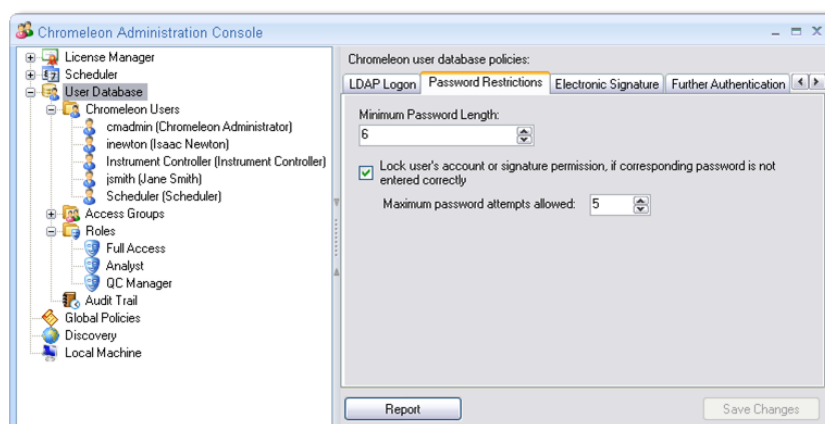 Chromeleon Administration Console
License Manager
Scheduler
User Database
Chromeleon Users
cmadmin (Chromeleon Administrator)
inewton (Isaac Newton)
Instrument Controller (Instrument Controller)
jsmith (Jane Smith)
Scheduler (Scheduler)
Access Groups
Roles
Full Access
Analyst
QC Manager
Audit Trail
Global Policies
Discovery
Local Machine
Chromeleon user database policies:
LDAP Logon Password Restrictions Electronic Signature Further Authentication
Minimum Password Length:
6
Lock user's account or signature permission, if corresponding password is not
entered correctly
Maximum password attempts allowed: 5
Report Save Changes